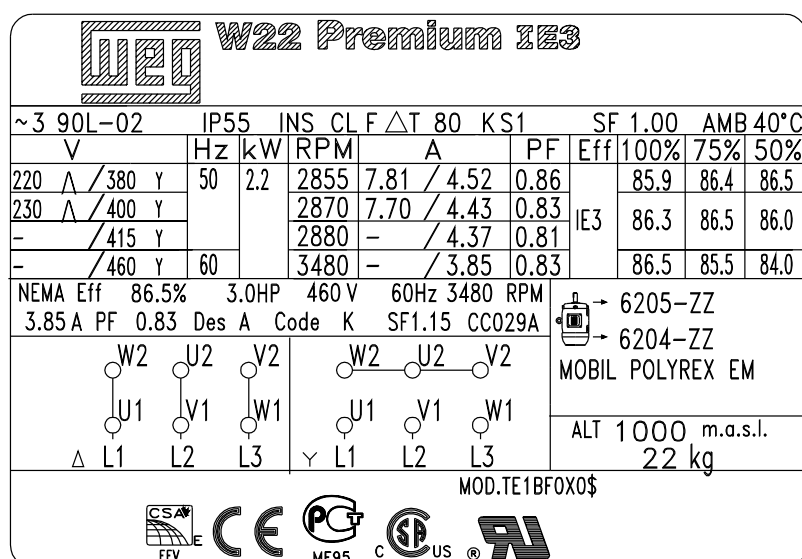 WEG W22 Premium IE3
~3 90L-02 IP55 INS CL F △T 80 K S1 SF 1.00 AMB 40°C
V Hz kW RPM A PF Eff 100% 75% 50%
220 Λ / 380 Y 50 2.2 2855 7.81 / 4.52 0.86 IE3 85.9 86.4 86.5
230 Λ / 400 Y 2870 7.70 / 4.43 0.83 86.3 86.5 86.0
- / 415 Y 2880 - / 4.37 0.81
- / 460 Y 60 3480 - / 3.85 0.83 86.5 85.5 84.0
NEMA Eff 86.5% 3.0HP 460 V 60Hz 3480 RPM
3.85 A PF 0.83 Des A Code K SF1.15 CC029A
→ 6205-ZZ
→ 6204-ZZ
MOBIL POLYREX EM
W2 U2 V2 W2 U2 V2
U1 V1 W1 U1 V1 W1
△ L1 L2 L3 Y L1 L2 L3
ALT 1000 m.a.s.l.
22 kg
MOD.TE1BF0X0$
CSA E
EEV
CE
PCT
ME95
C SA US
® RU